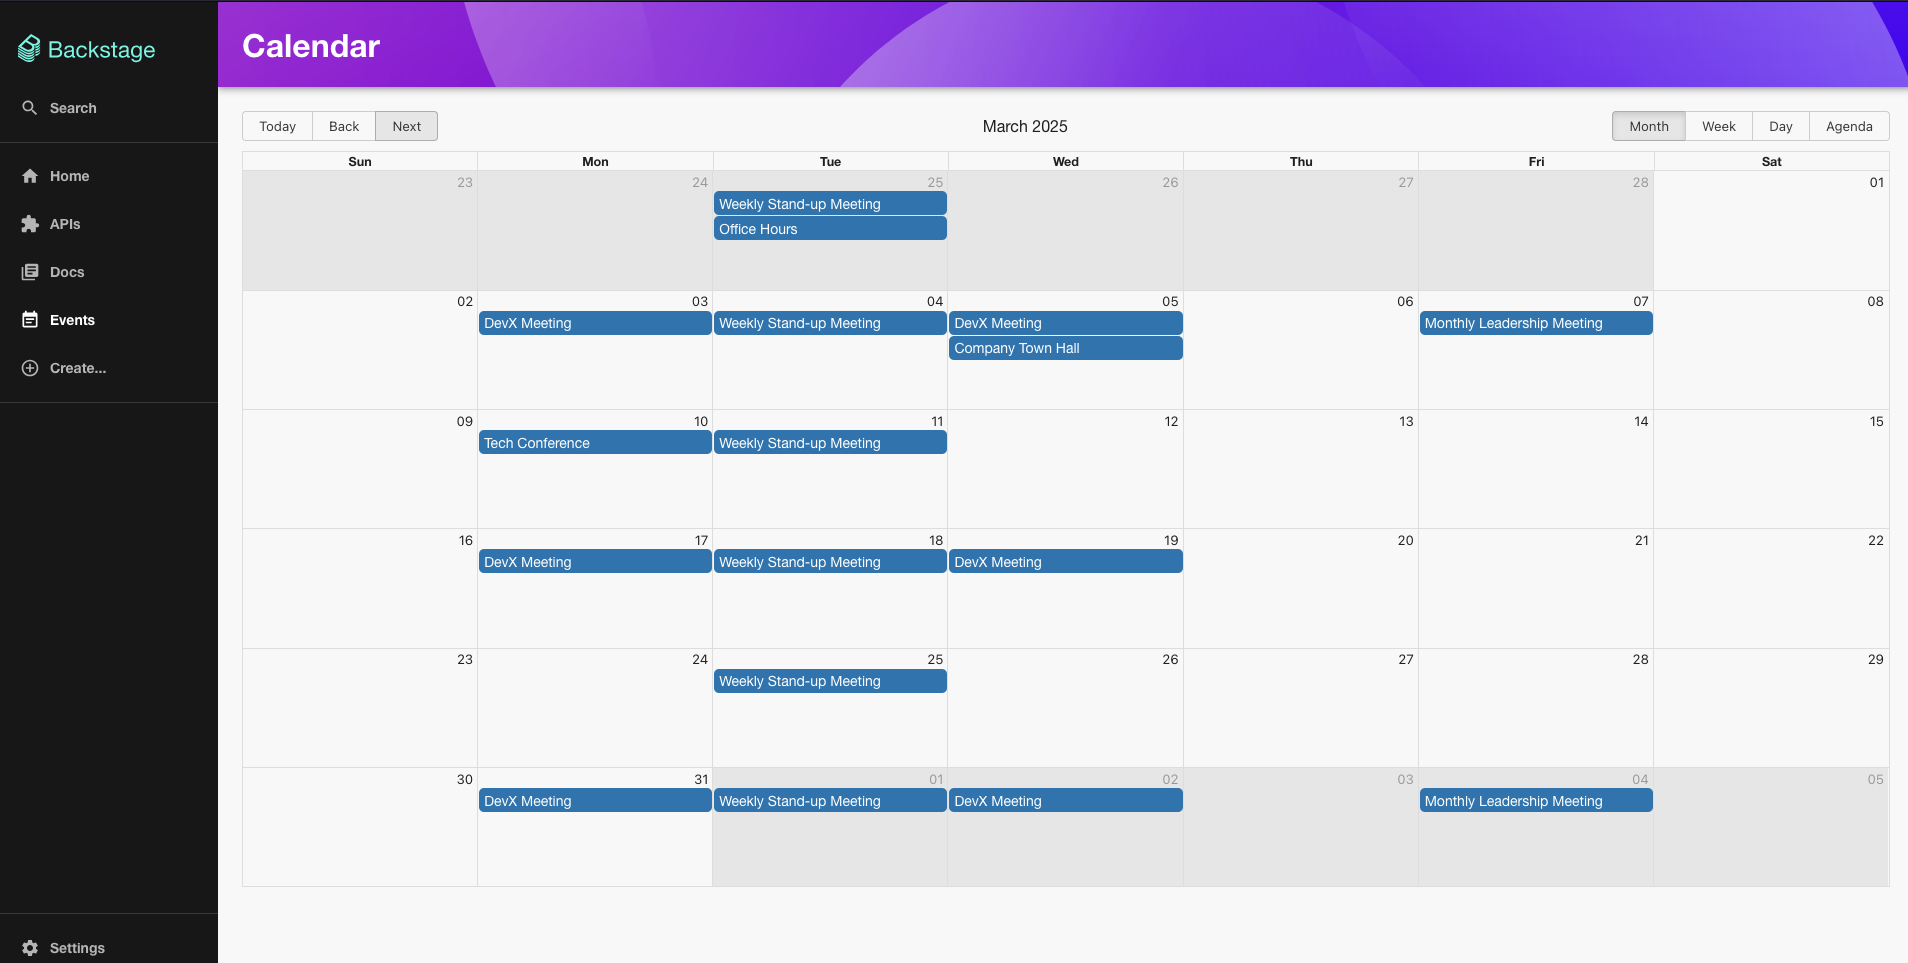 Backstage
Search
Home
APIs
Docs
Events
Create...
Settings
Calendar
Today Back Next
March 2025
Month Week Day Agenda
Sun Mon Tue Wed Thu Fri Sat
23 24 25 26 27 28 01
Weekly Stand-up Meeting
Office Hours
02 03 04 05 06 07 08
DevX Meeting Weekly Stand-up Meeting DevX Meeting Monthly Leadership Meeting
Company Town Hall
09 10 11 12 13 14 15
Tech Conference Weekly Stand-up Meeting
16 17 18 19 20 21 22
DevX Meeting Weekly Stand-up Meeting DevX Meeting
23 24 25 26 27 28 29
Weekly Stand-up Meeting
30 31 01 02 03 04 05
DevX Meeting Weekly Stand-up Meeting DevX Meeting Monthly Leadership Meeting